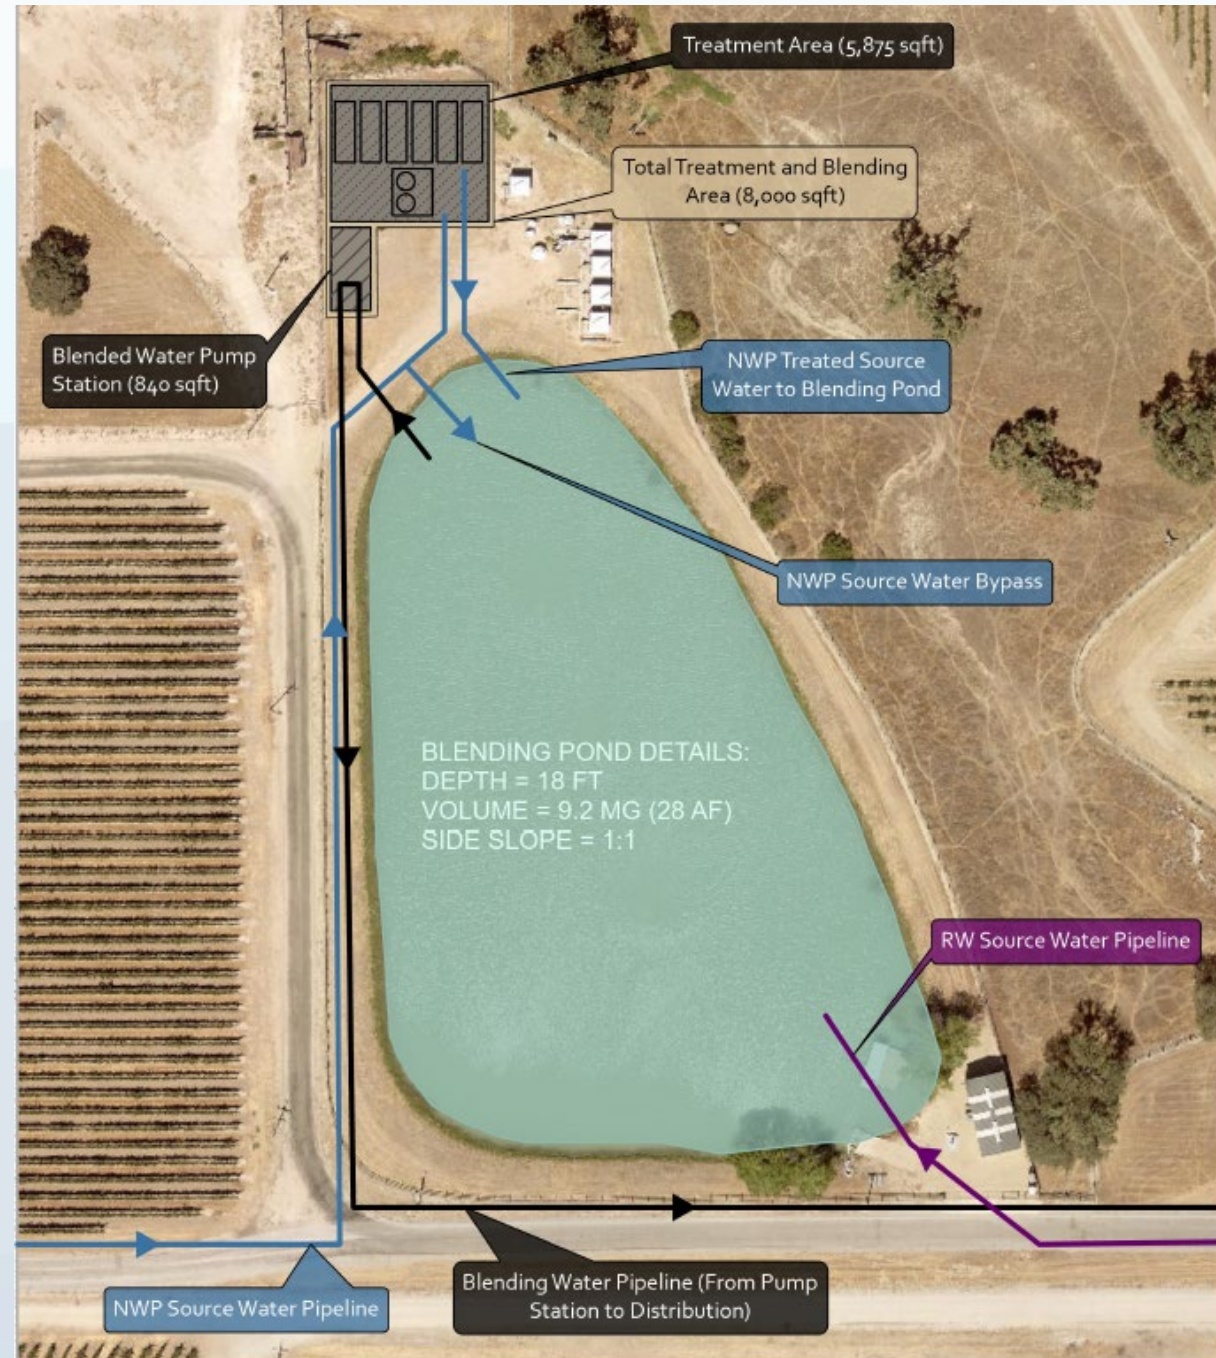 Treatment Area (5,875 sqft)
Total Treatment and Blending
Area (8,000 sqft)
Blended Water Pump
Station (840 sqft)
NWP Treated Source
Water to Blending Pond
NWP Source Water Bypass
BLENDING POND DETAILS:
DEPTH = 18 FT
VOLUME = 9.2 MG (28 AF)
SIDE SLOPE = 1:1
RW Source Water Pipeline
Blending Water Pipeline (From Pump
Station to Distribution)
NWP Source Water Pipeline